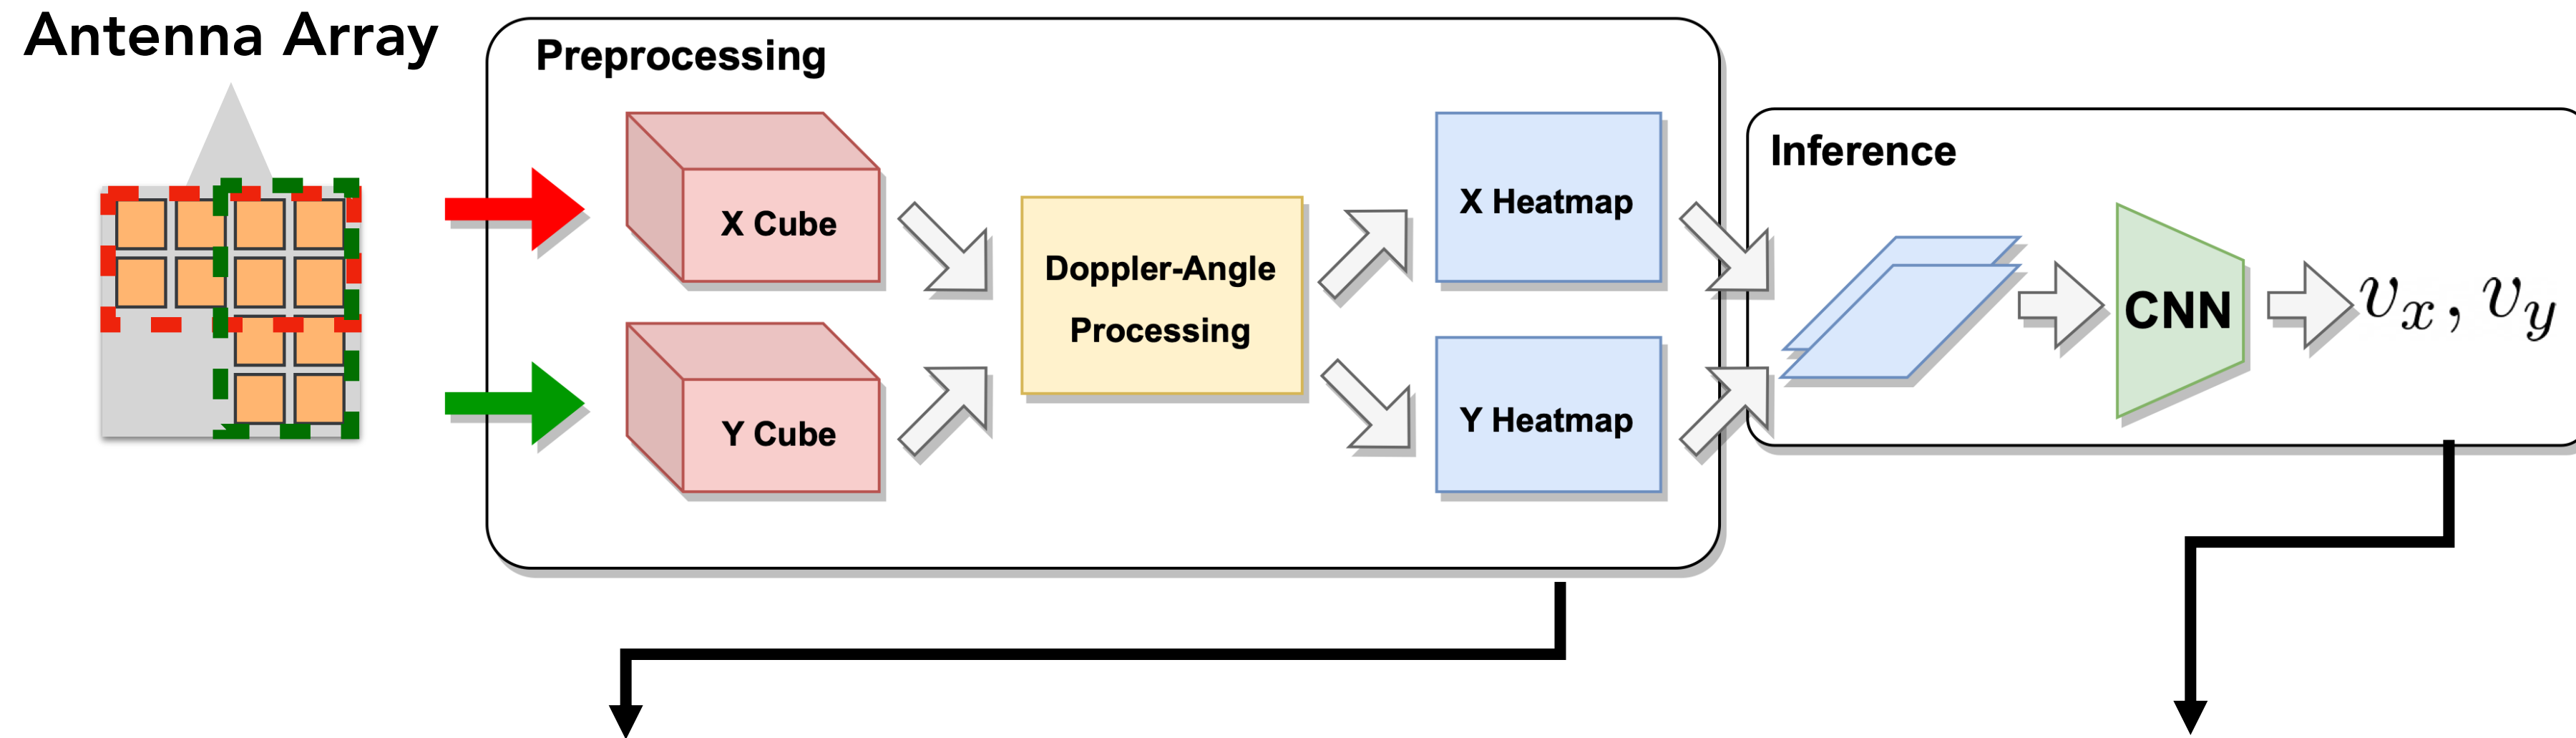 Antenna Array
Preprocessing
X Cube
Y Cube
Doppler-Angle
Processing
X Heatmap
Y Heatmap
Inference
CNN
v_x, v_y